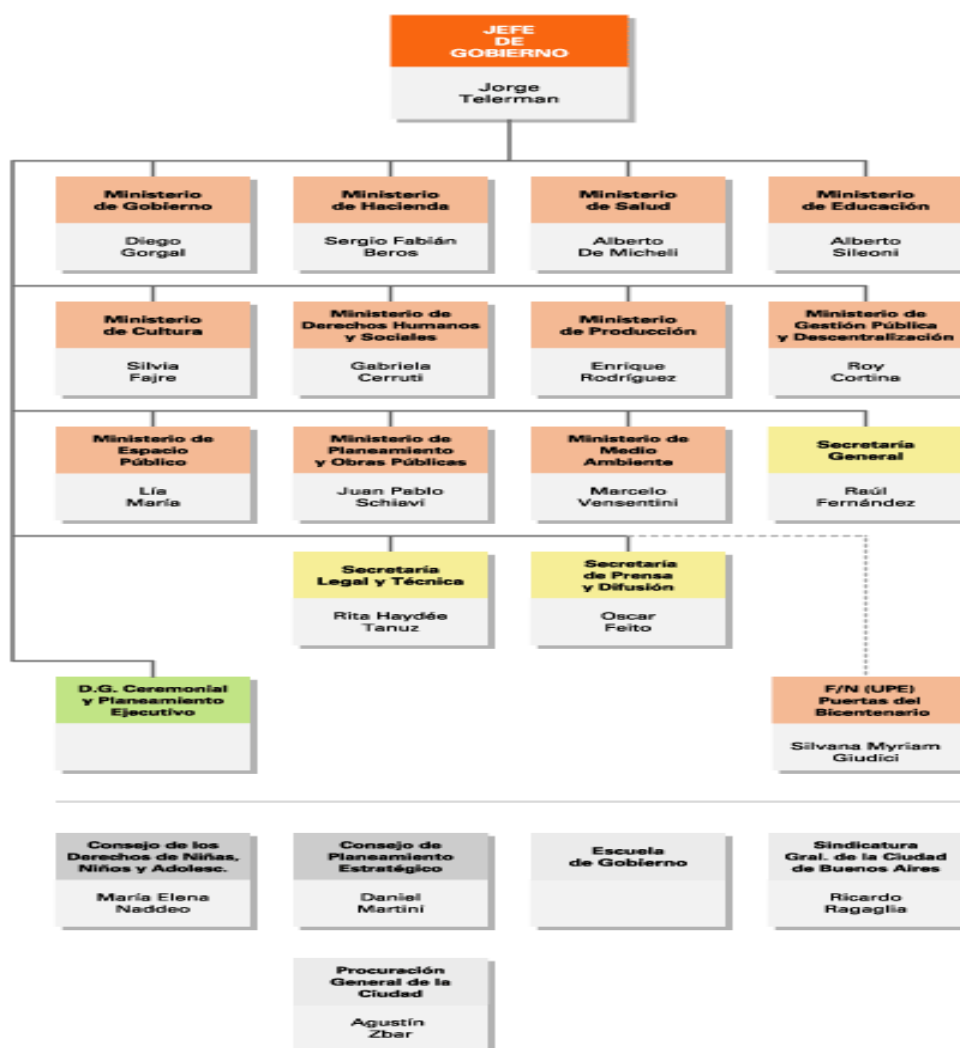 JEFE
DE
GOBIERNO
Jorge
Telerman
Ministerio
de Gobierno
Diego
Gorgal
Ministerio
de Hacienda
Sergio Fabián
Beros
Ministerio
de Salud
Alberto
De Micheli
Ministerio
de Educación
Alberto
Sileoni
Ministerio
de Cultura
Silvia
Fajre
Ministerio de
Derechos Humanos
y Sociales
Gabriela
Cerruti
Ministerio
de Producción
Enrique
Rodríguez
Ministerio de
Gestión Pública
y Descentralización
Roy
Cortina
Ministerio de
Espacio
Público
Lía
María
Ministerio de
Planeamiento
y Obras Públicas
Juan Pablo
Schiavi
Ministerio de
Medio
Ambiente
Marcelo
Vensentini
Secretaría
General
Raúl
Fernández
Secretaría
Legal y Técnica
Rita Haydée
Tanuz
Secretaría
de Prensa
y Difusión
Oscar
Feito
D.G. Ceremonial
y Planeamiento
Ejecutivo
F/N (UPE)
Puertas del
Bicentenario
Silvana Myriam
Giudici
Consejo de los
Derechos de Niñas,
Niños y Adolesc.
María Elena
Naddeo
Consejo de
Planeamiento
Estratégico
Daniel
Martini
Escuela
de Gobierno
Sindicatura
Gral. de la Ciudad
de Buenos Aires
Ricardo
Ragaglia
Procuración
General de la
Ciudad
Agustín
Zbar